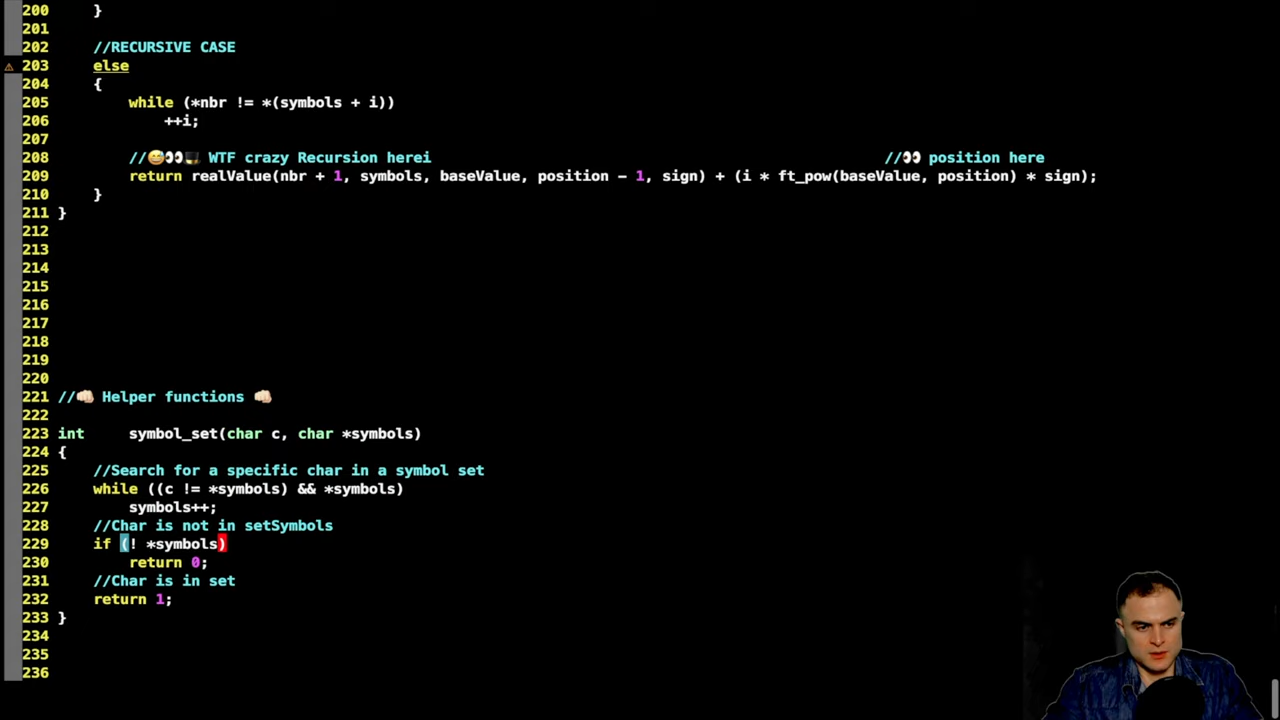 200     }
201
202     //RECURSIVE CASE
⚠ 203     else
204     {
205         while (*nbr != *(symbols + i))
206             ++i;
207
208         //😅👀🎩 WTF crazy Recursion herei                                                   //👀 position here
209         return realValue(nbr + 1, symbols, baseValue, position - 1, sign) + (i * ft_pow(baseValue, position) * sign);
210     }
211 }
212
213
214
215
216
217
218
219
220
221 //👊🏻 Helper functions 👊🏻
222
223 int     symbol_set(char c, char *symbols)
224 {
225     //Search for a specific char in a symbol set
226     while ((c != *symbols) && *symbols)
227         symbols++;
228     //Char is not in setSymbols
229     if (! *symbols)
230         return 0;
231     //Char is in set
232     return 1;
233 }
234
235
236